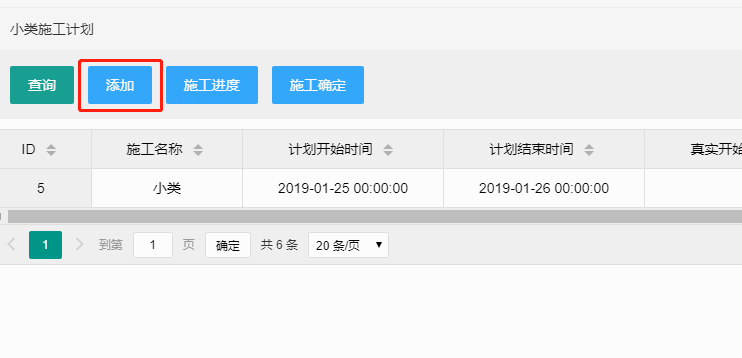 小类施工计划
查询 添加 施工进度 施工确定
ID 施工名称 计划开始时间 计划结束时间 真实开始
5 小类 2019-01-25 00:00:00 2019-01-26 00:00:00
1 到第 1 页 确定 共 6 条 20 条/页